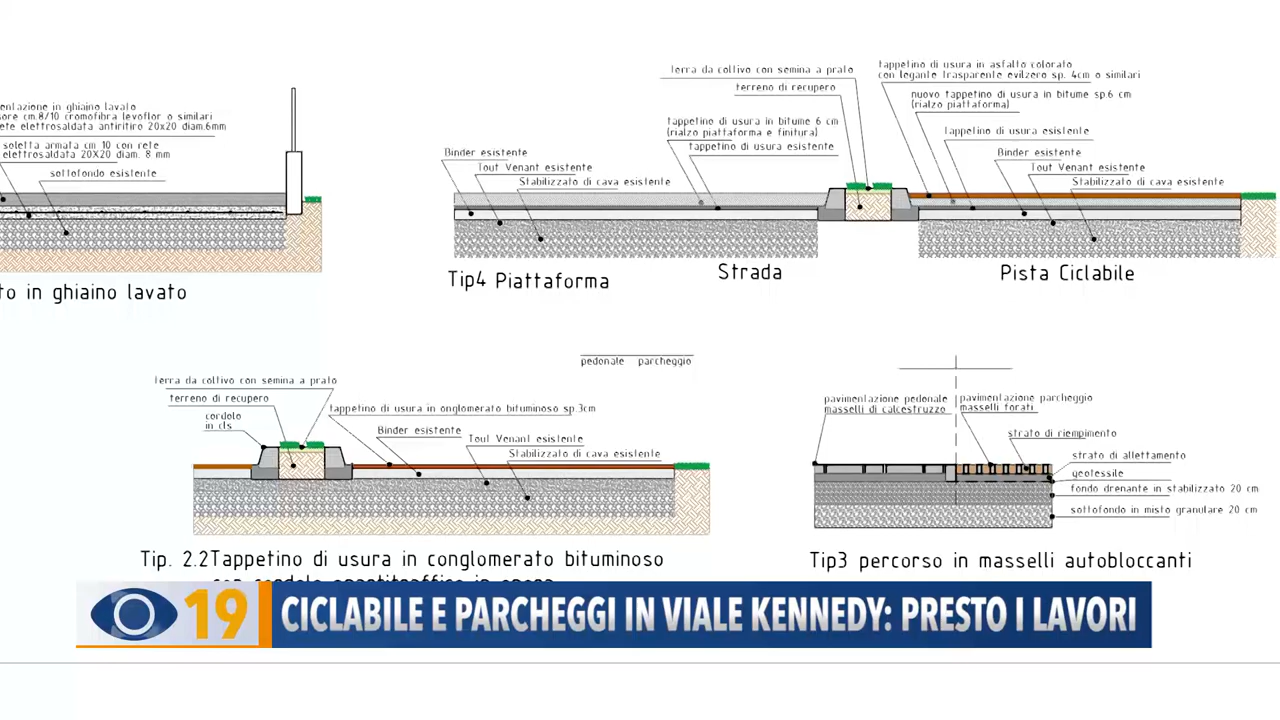 entazione in ghiaino lavato
ore cm.8/10 cromofibra levoflor o similari
ete elettrosaldata antiritiro 20x20 diam.6mm
soletta armata cm 10 con rete
elettrosaldata 20X20 diam. 8 mm
sottofondo esistente
to in ghiaino lavato
Terra da coltivo con semina a prato
terreno di recupero
tappetino di usura in bitume 6 cm
(rialzo piattaforma e finitura)
tappetino di usura esistente
Binder esistente
Tout Venant esistente
Stabilizzato di cava esistente
tappetino di usura in asfalto colorato
con legante trasparente evilzero sp. 4cm o similari
nuovo tappetino di usura in bitume sp.6 cm
(rialzo piattaforma)
tappetino di usura esistente
Binder esistente
Tout Venant esistente
Stabilizzato di cava esistente
Tip4 Piattaforma
Strada
Pista Ciclabile
pedonale parcheggio
Terra da coltivo con semina a prato
terreno di recupero
cordolo
in cls
tappetino di usura in onglomerato bituminoso sp.3cm
Binder esistente
Tout Venant esistente
Stabilizzato di cava esistente
Tip. 2.2Tappetino di usura in conglomerato bituminoso
pavimentazione pedonale
masselli di calcestruzzo
pavimentazione parcheggio
masselli forati
strato di riempimento
strato di allettamento
geotessile
fondo drenante in stabilizzato 20 cm
sottofondo in misto granulare 20 cm
Tip3 percorso in masselli autobloccanti
19
CICLABILE E PARCHEGGI IN VIALE KENNEDY: PRESTO I LAVORI